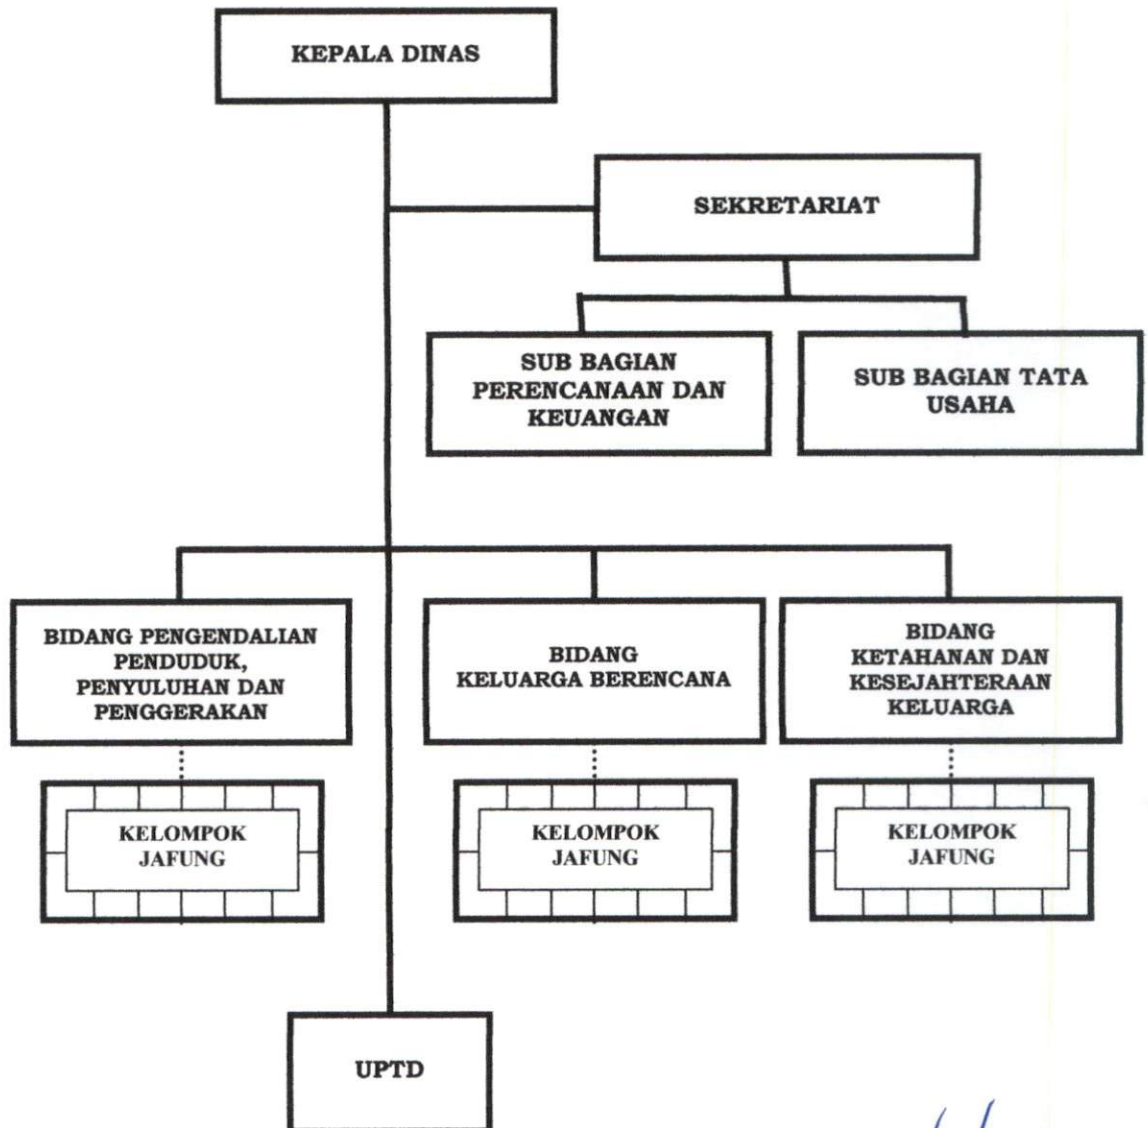 KEPALA DINAS
SEKRETARIAT
SUB BAGIAN
PERENCANAAN DAN
KEUANGAN
SUB BAGIAN TATA
USAHA
BIDANG PENGENDALIAN
PENDUDUK,
PENYULUHAN DAN
PENGGERAKAN
BIDANG
KELUARGA BERENCANA
BIDANG
KETAHANAN DAN
KESEJAHTERAAN
KELUARGA
KELOMPOK
JAFUNG
KELOMPOK
JAFUNG
KELOMPOK
JAFUNG
UPTD